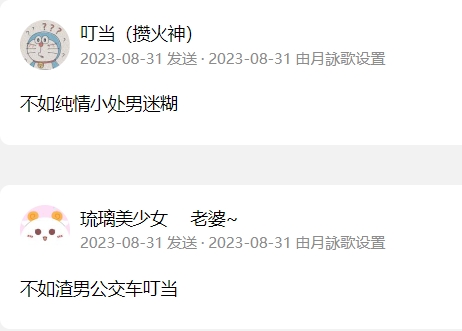 叮当（攒火神）
2023-08-31 发送 · 2023-08-31 由月詠歌设置
不如纯情小处男迷糊
琉璃美少女 老婆~
2023-08-31 发送 · 2023-08-31 由月詠歌设置
不如渣男公交车叮当